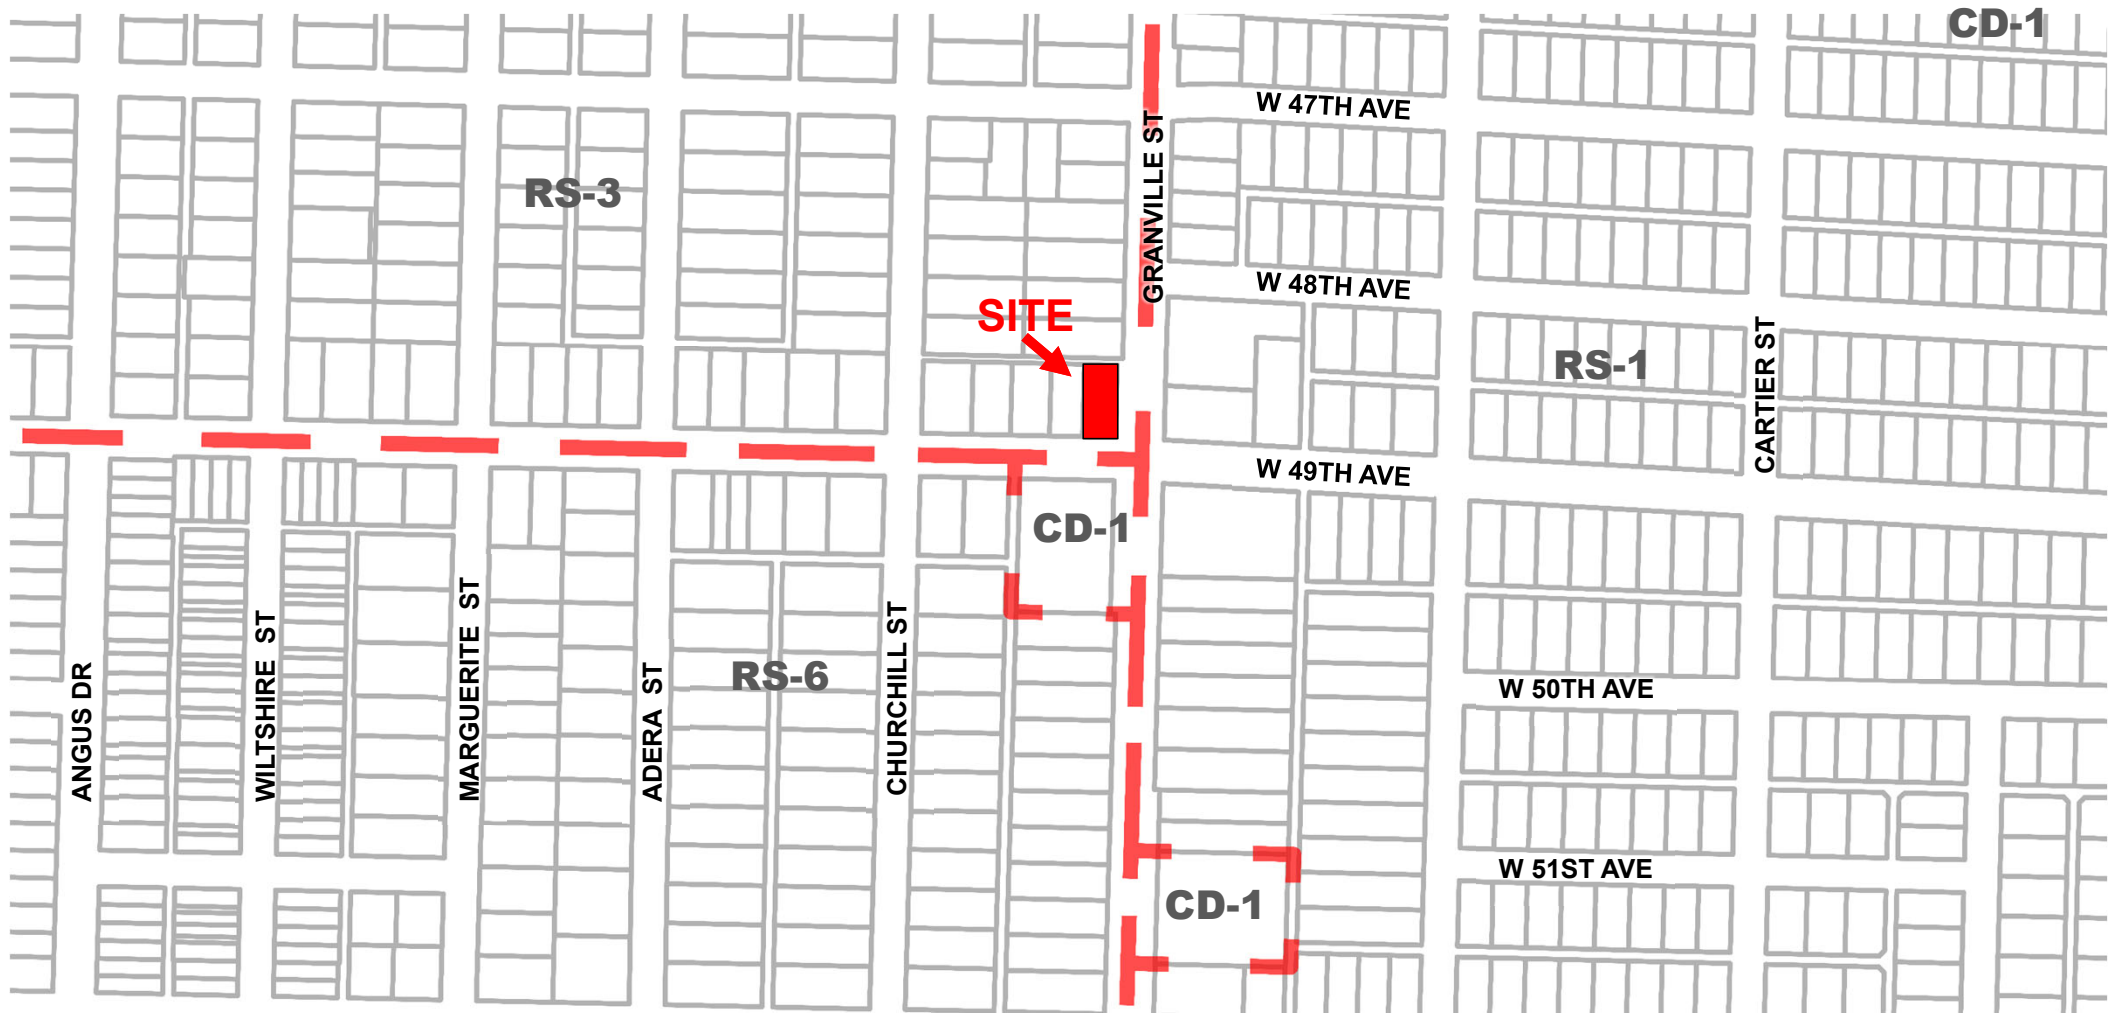 CD-1
W 47TH AVE
GRANVILLE ST
RS-3
W 48TH AVE
SITE
RS-1
CARTIER ST
W 49TH AVE
CD-1
ANGUS DR
WILTSHIRE ST
MARGUERITE ST
ADERA ST
RS-6
CHURCHILL ST
W 50TH AVE
W 51ST AVE
CD-1